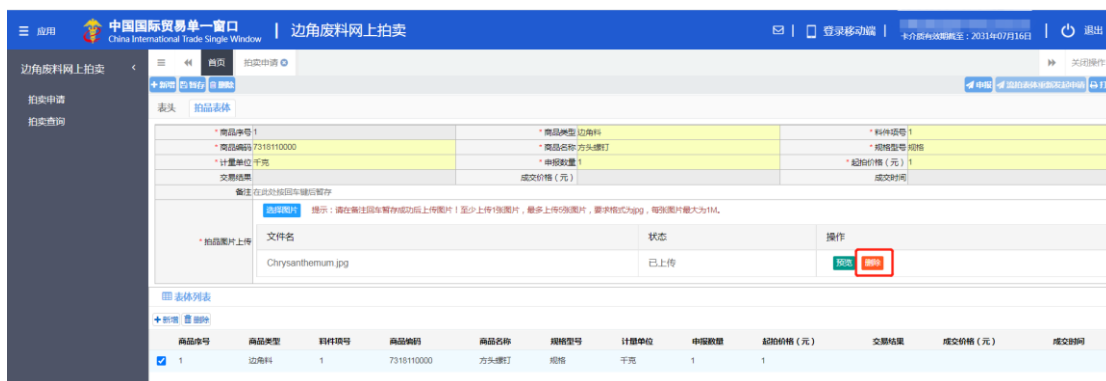 应用 中国国际贸易单一窗口 China International Trade Single Window 边角废料网上拍卖 登录移动端 卡介质有效期截至：2031年07月16日 退出
边角废料网上拍卖
首页 拍卖申请 关闭操作
新增 暂存 删除 申报
拍卖申请
表头 拍品表体
拍卖查询
*商品序号 1 *商品类型 边角料 *料件项号 1
*商品编码 7318110000 *商品名称 方头螺钉 *规格型号 规格
*计量单位 千克 *申报数量 1 *起拍价格（元） 1
交易结果 成交价格（元） 成交时间
备注 在此处按回车键后暂存
选择图片 提示：请在备注回车暂存成功后上传图片！至少上传1张图片，最多上传5张图片，要求格式为jpg，每张图片最大为1M。
*拍品图片上传
文件名 状态 操作
Chrysanthemum.jpg 已上传 预览 删除
表体列表
新增 删除
商品序号 商品类型 料件项号 商品编码 商品名称 规格型号 计量单位 申报数量 起拍价格（元） 交易结果 成交价格（元） 成交时间
1 边角料 1 7318110000 方头螺钉 规格 千克 1 1